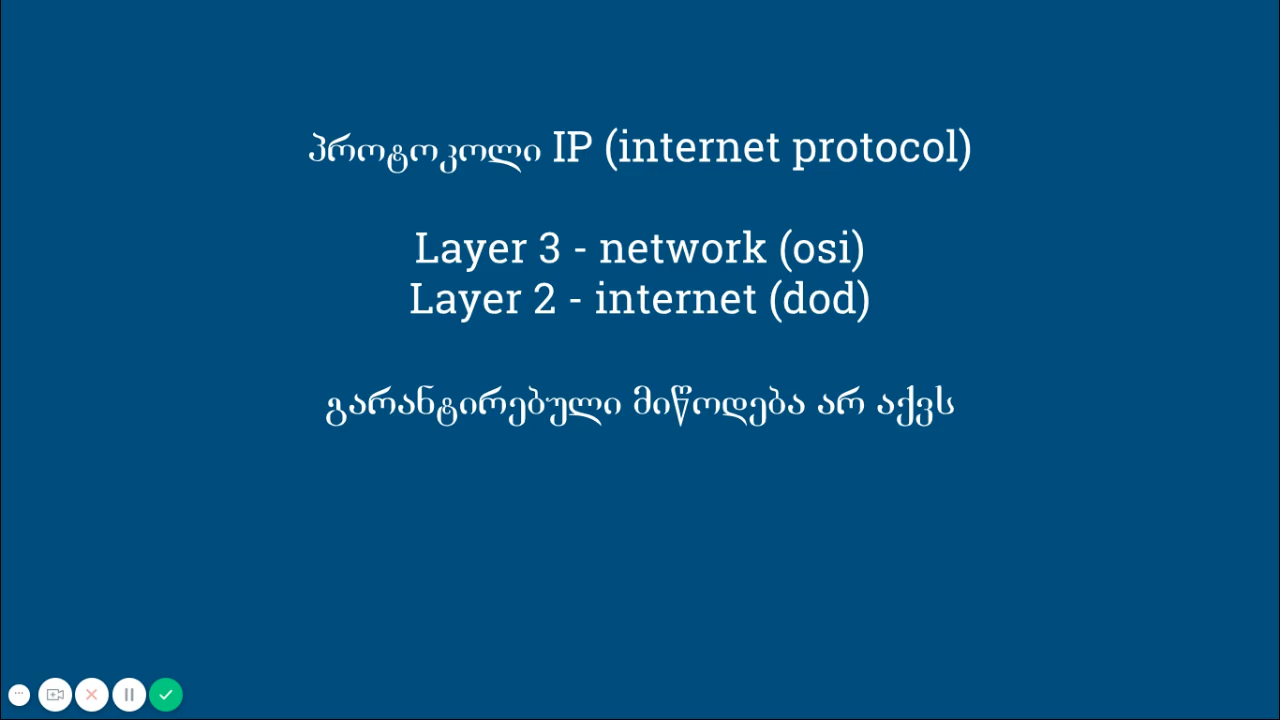 პროტოკოლი IP (internet protocol)
Layer 3 - network (osi)
Layer 2 - internet (dod)
გარანტირებული მიწოდება არ აქვს